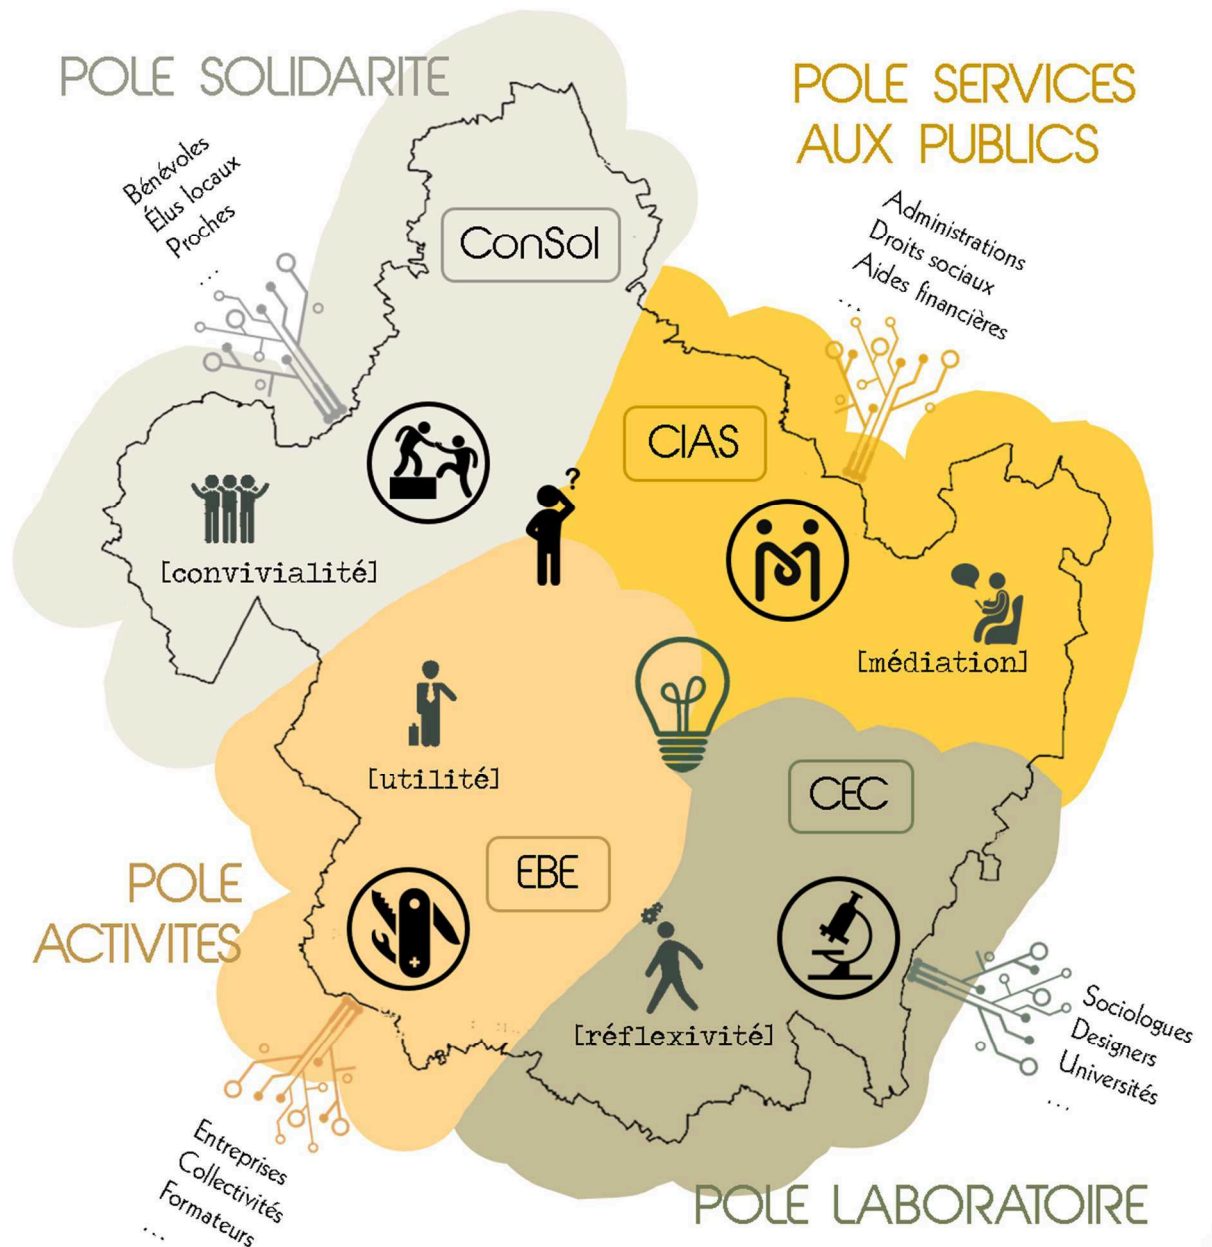 POLE SOLIDARITE
Bénévoles
Élus locaux
Proches
...
ConSol
[convivialité]
POLE SERVICES
AUX PUBLICS
Administrations
Droits sociaux
Aides financières
...
CIAS
[médiation]
?
[utilité]
EBE
POLE
ACTIVITES
Entreprises
Collectivités
Formateurs
...
CEC
[réflexivité]
Sociologues
Designers
Universités
...
POLE LABORATOIRE